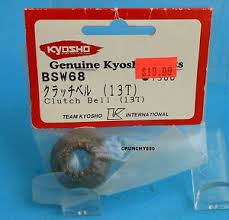 KYOSHO
Genuine Kyosho
$19.99
BSW68
クラッチベル (13T)
Clutch Bell (13T)
TEAM KYOSHO K INTERNATIONAL
CPUNCHY550